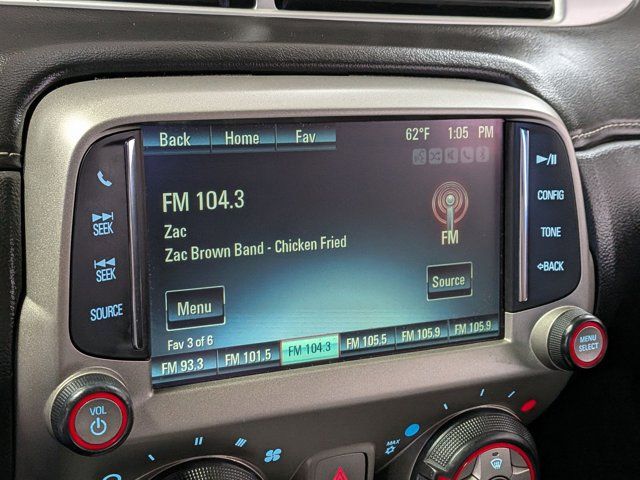 Back Home Fav 62°F 1:05 PM
FM 104.3
Zac
Zac Brown Band - Chicken Fried
FM
Menu
Source
Fav 3 of 6
FM 93.3 FM 101.5 FM 104.3 FM 105.5 FM 105.9 FM 105.9
SEEK
SEEK
SOURCE
CONFIG
TONE
BACK
VOL
MENU
SELECT
MAX